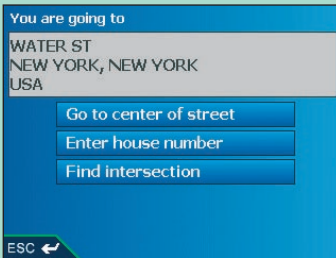 You are going to
WATER ST
NEW YORK, NEW YORK
USA
Go to center of street
Enter house number
Find intersection
ESC